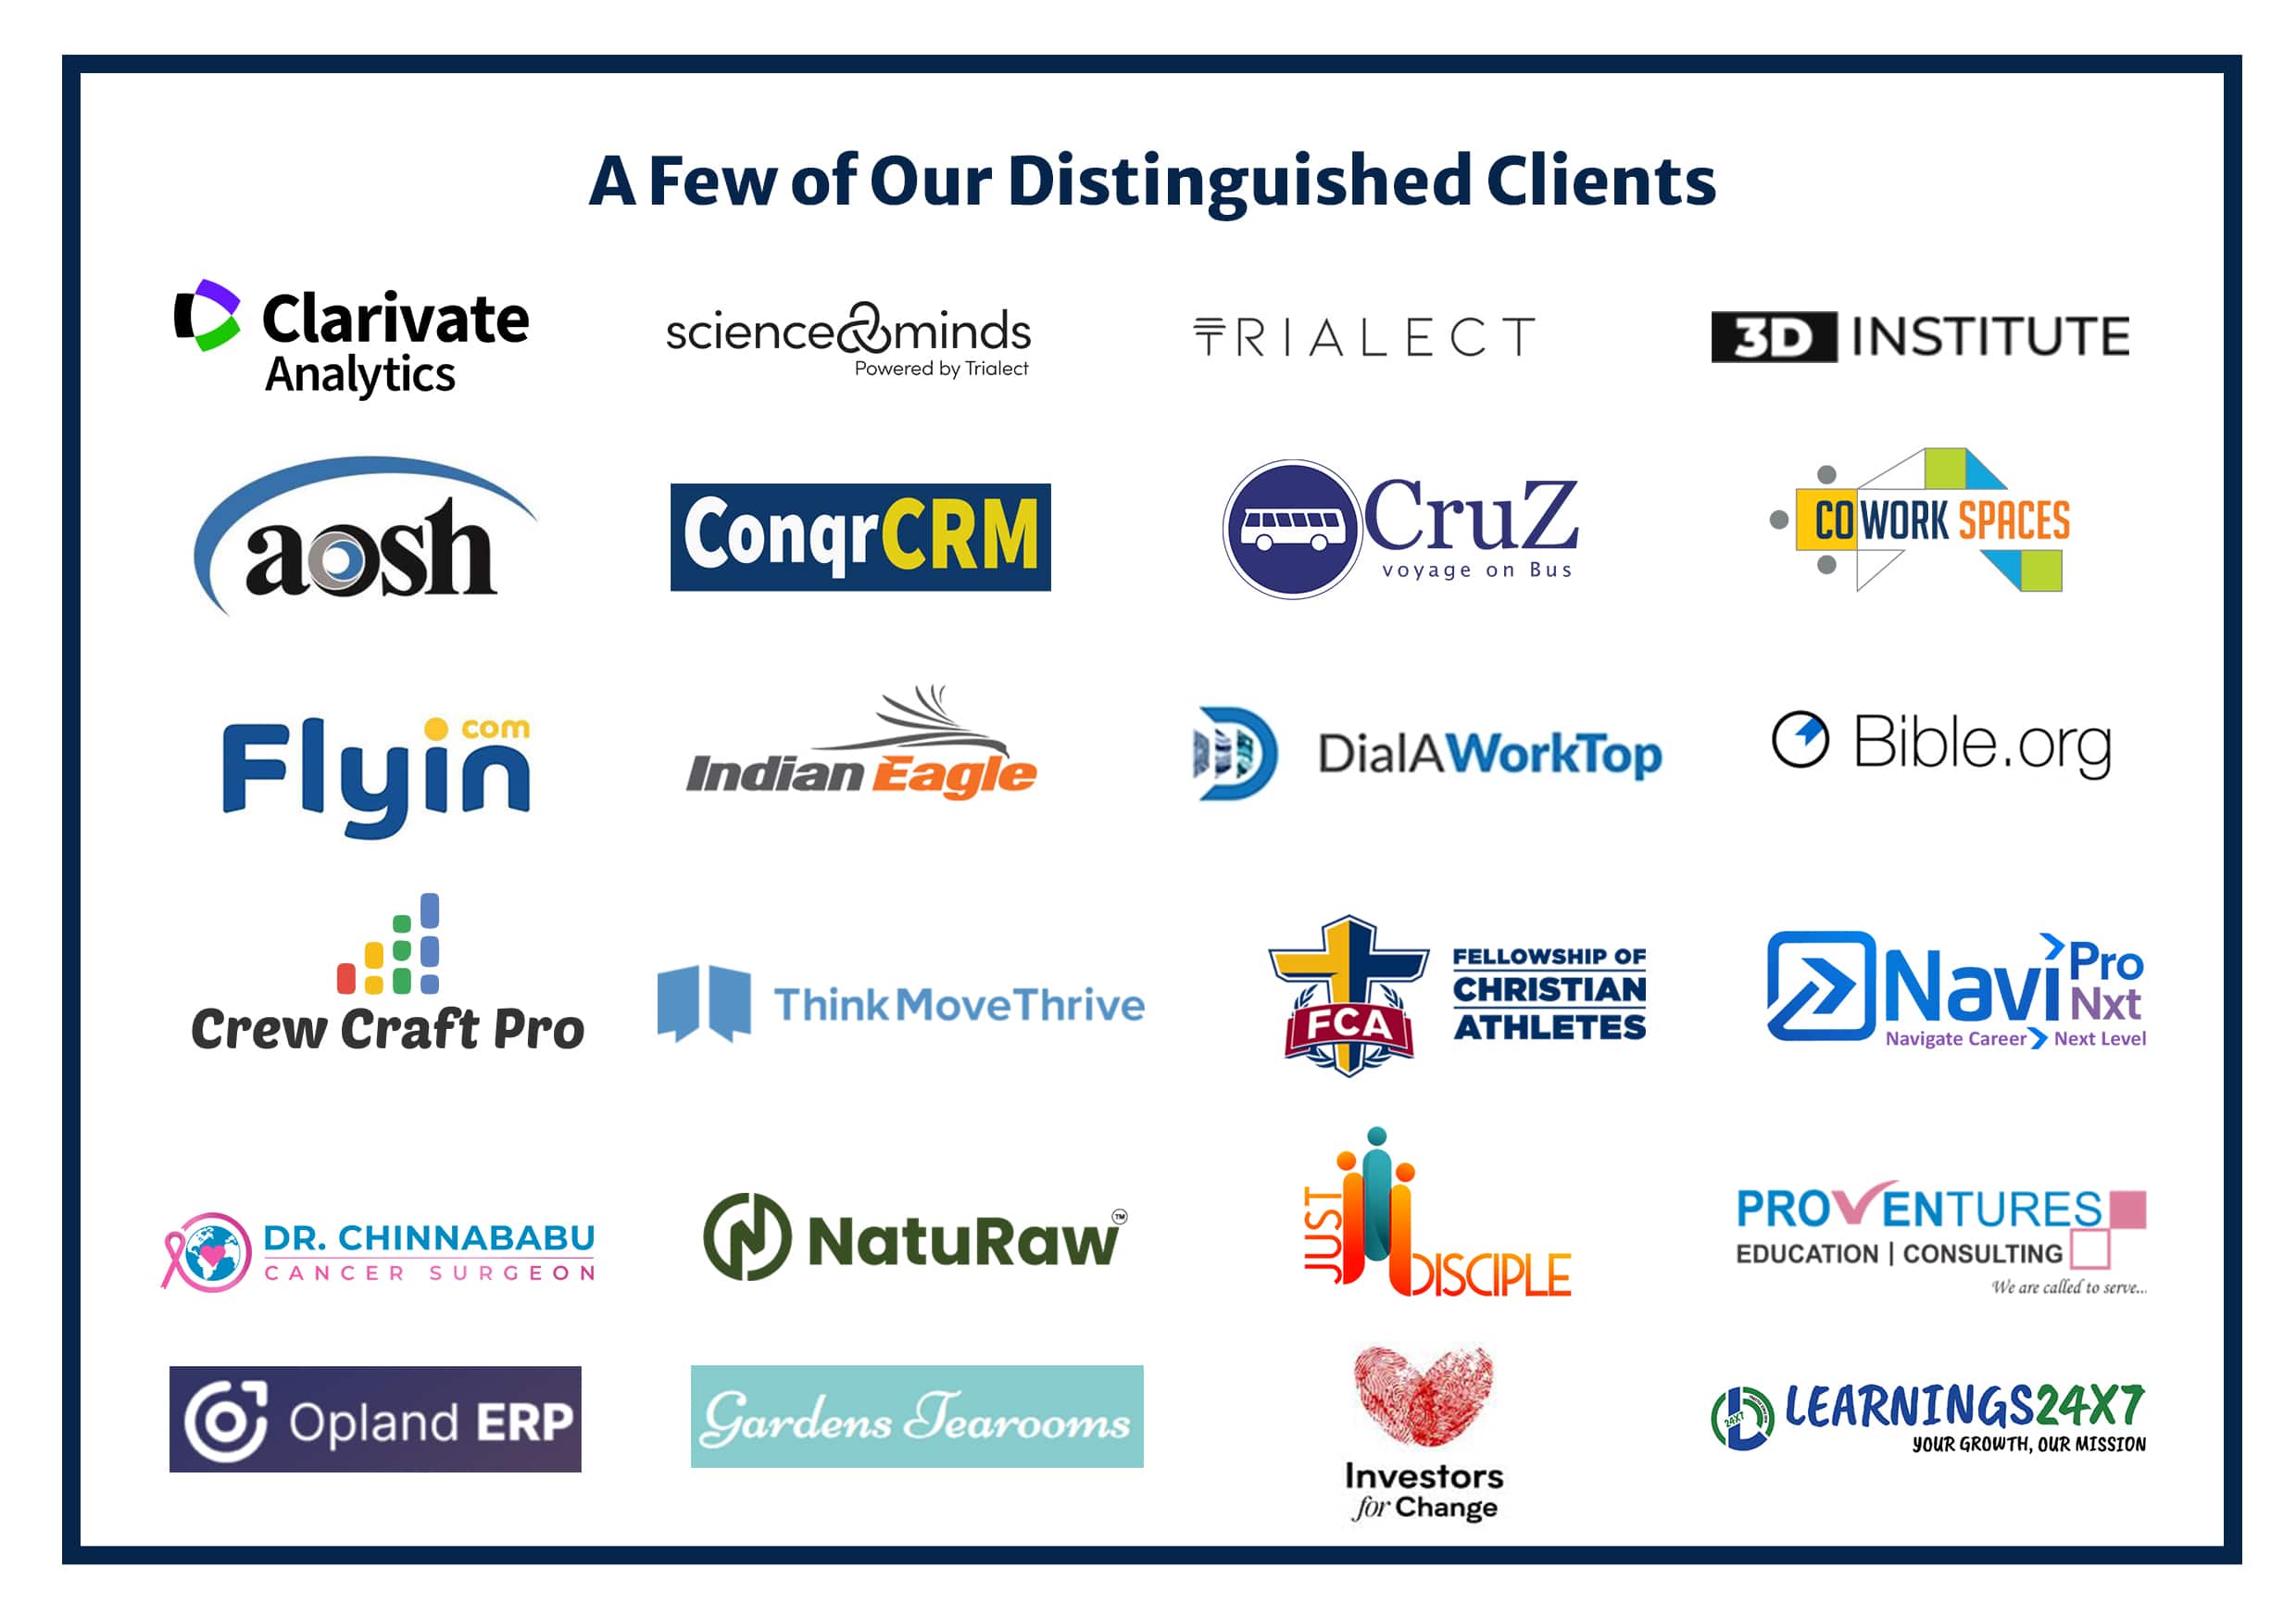 A Few of Our Distinguished Clients
Clarivate
Analytics
science minds
Powered by Trialect
TRIALECT
3D INSTITUTE
aosh
ConqrCRM
CruZ
voyage on Bus
COWORK SPACES
Flyin
com
Indian Eagle
DialAWorkTop
Bible.org
Crew Craft Pro
ThinkMoveThrive
FCA
FELLOWSHIP OF
CHRISTIAN
ATHLETES
Navi Pro
Nxt
Navigate Career Next Level
DR. CHINNABABU
CANCER SURGEON
NatuRaw™
JUST
DISCIPLE
PROVENTURES
EDUCATION | CONSULTING
We are called to serve...
Opland ERP
Gardens Tearooms
Investors
for Change
24X7
LEARNINGS24X7
YOUR GROWTH, OUR MISSION